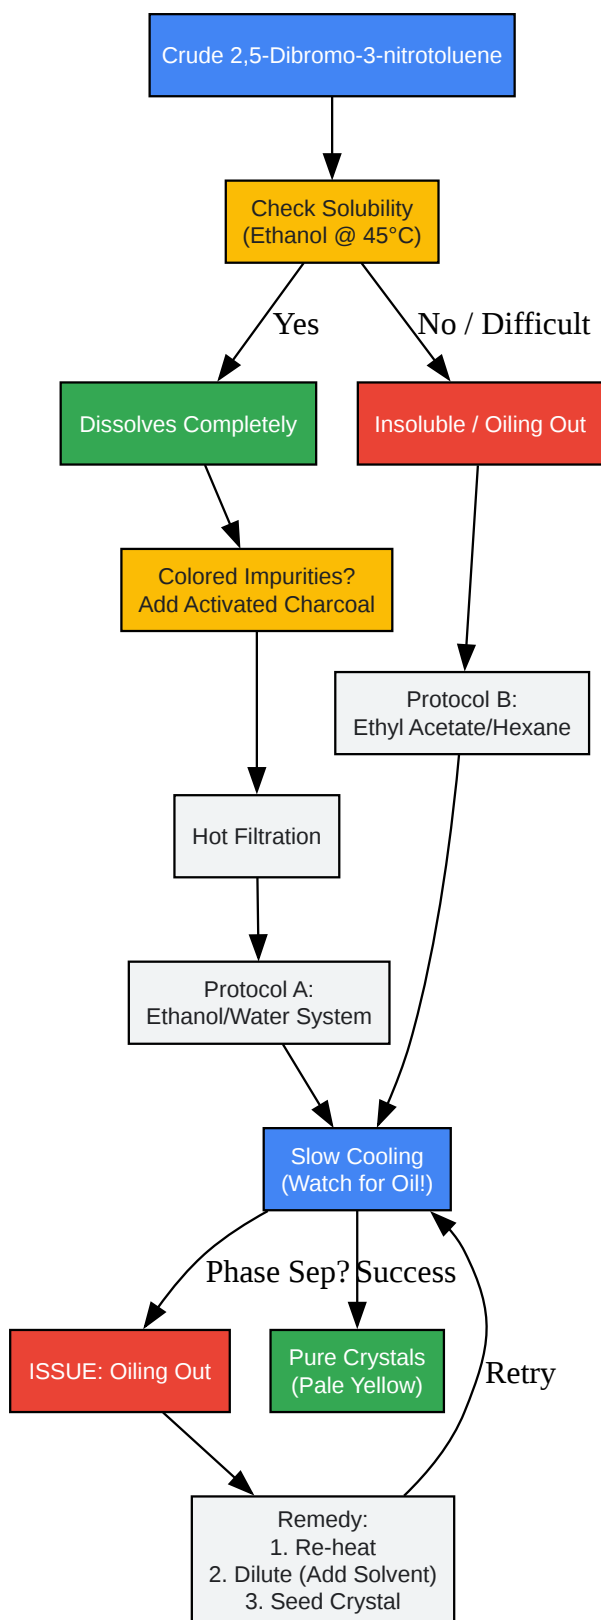 Crude 2,5-Dibromo-3-nitrotoluene
Check Solubility
(Ethanol @ 45°C)
Yes
No / Difficult
Dissolves Completely
Insoluble / Oiling Out
Colored Impurities?
Add Activated Charcoal
Protocol B:
Ethyl Acetate/Hexane
Hot Filtration
Protocol A:
Ethanol/Water System
Slow Cooling
(Watch for Oil!)
Phase Sep?
Success
ISSUE: Oiling Out
Pure Crystals
(Pale Yellow)
Retry
Remedy:
1. Re-heat
2. Dilute (Add Solvent)
3. Seed Crystal